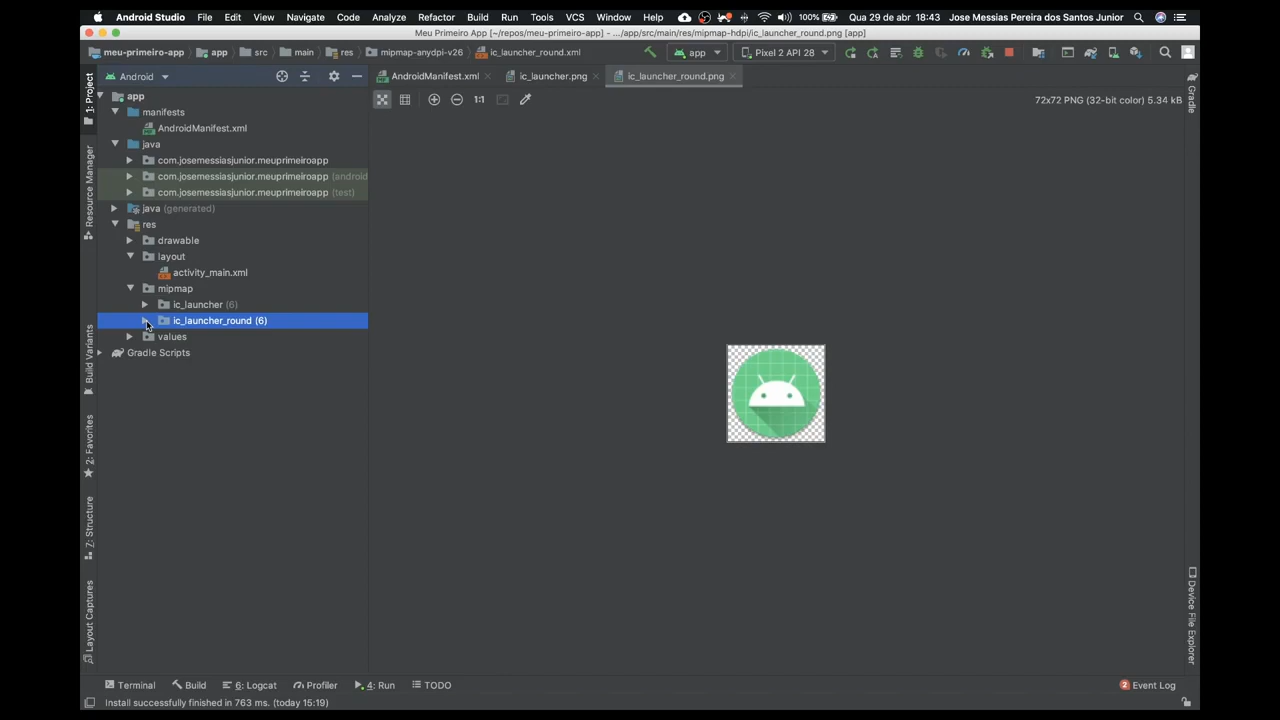 Android Studio File Edit View Navigate Code Analyze Refactor Build Run Tools VCS Window Help 100% Qua 29 de abr 18:43 Jose Messias Pereira dos Santos Junior
Meu Primeiro App [~/repos/meu-primeiro-app] - .../app/src/main/res/mipmap-hdpi/ic_launcher_round.png [app]
meu-primeiro-app app src main res mipmap-anydpi-v26 ic_launcher_round.xml app Pixel 2 API 28
Android AndroidManifest.xml ic_launcher.png ic_launcher_round.png
1:1 72x72 PNG (32-bit color) 5.34 kB
app
manifests
AndroidManifest.xml
java
com.josemessiasjunior.meuprimeiroapp
com.josemessiasjunior.meuprimeiroapp (android
com.josemessiasjunior.meuprimeiroapp (test)
java (generated)
res
drawable
layout
activity_main.xml
mipmap
ic_launcher (6)
ic_launcher_round (6)
values
Gradle Scripts
1: Project
Resource Manager
Build Variants
2: Favorites
7: Structure
Layout Captures
Gradle
Device File Explorer
Terminal Build 6: Logcat Profiler 4: Run TODO 2 Event Log
Install successfully finished in 763 ms. (today 15:19)